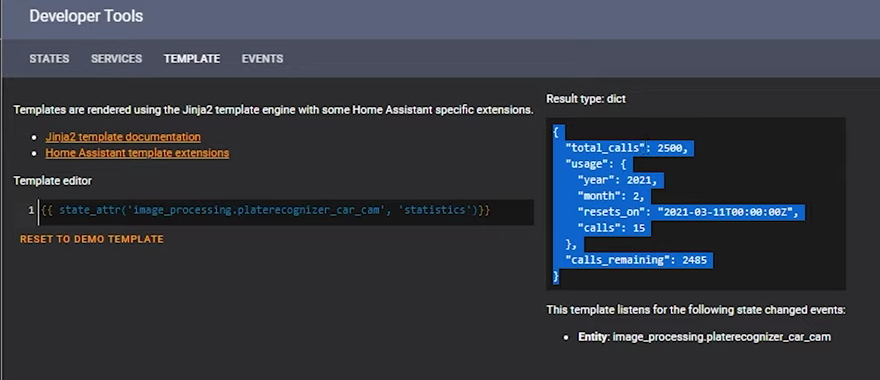 Developer Tools
STATES SERVICES TEMPLATE EVENTS
Templates are rendered using the Jinja2 template engine with some Home Assistant specific extensions.
Jinja2 template documentation
Home Assistant template extensions
Template editor
1 {{ state_attr('image_processing.platerecognizer_car_cam', 'statistics')}}
RESET TO DEMO TEMPLATE
Result type: dict
{
"total_calls": 2500,
"usage": {
"year": 2021,
"month": 2,
"resets_on": "2021-03-11T00:00:00Z",
"calls": 15
},
"calls_remaining": 2485
}
This template listens for the following state changed events:
Entity: image_processing.platerecognizer_car_cam